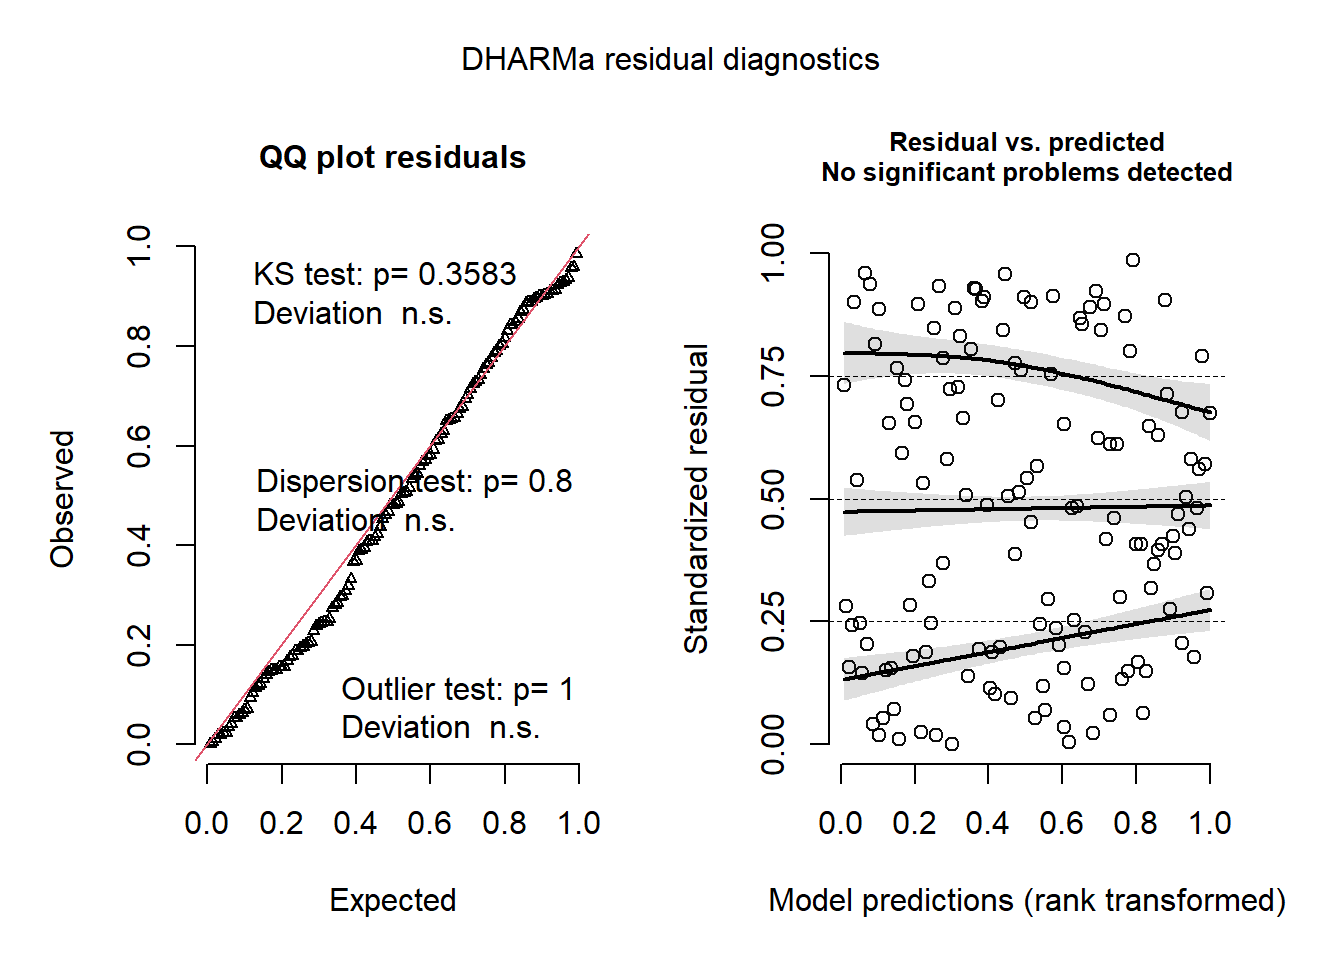 DHARMa residual diagnostics
QQ plot residuals
KS test: p= 0.3583
Deviation  n.s.
Dispersion test: p= 0.8
Deviation  n.s.
Outlier test: p= 1
Deviation  n.s.
Observed
0.0 0.2 0.4 0.6 0.8 1.0
0.0 0.2 0.4 0.6 0.8 1.0
Expected
Residual vs. predicted
No significant problems detected
Standardized residual
0.00 0.25 0.50 0.75 1.00
0.0 0.2 0.4 0.6 0.8 1.0
Model predictions (rank transformed)